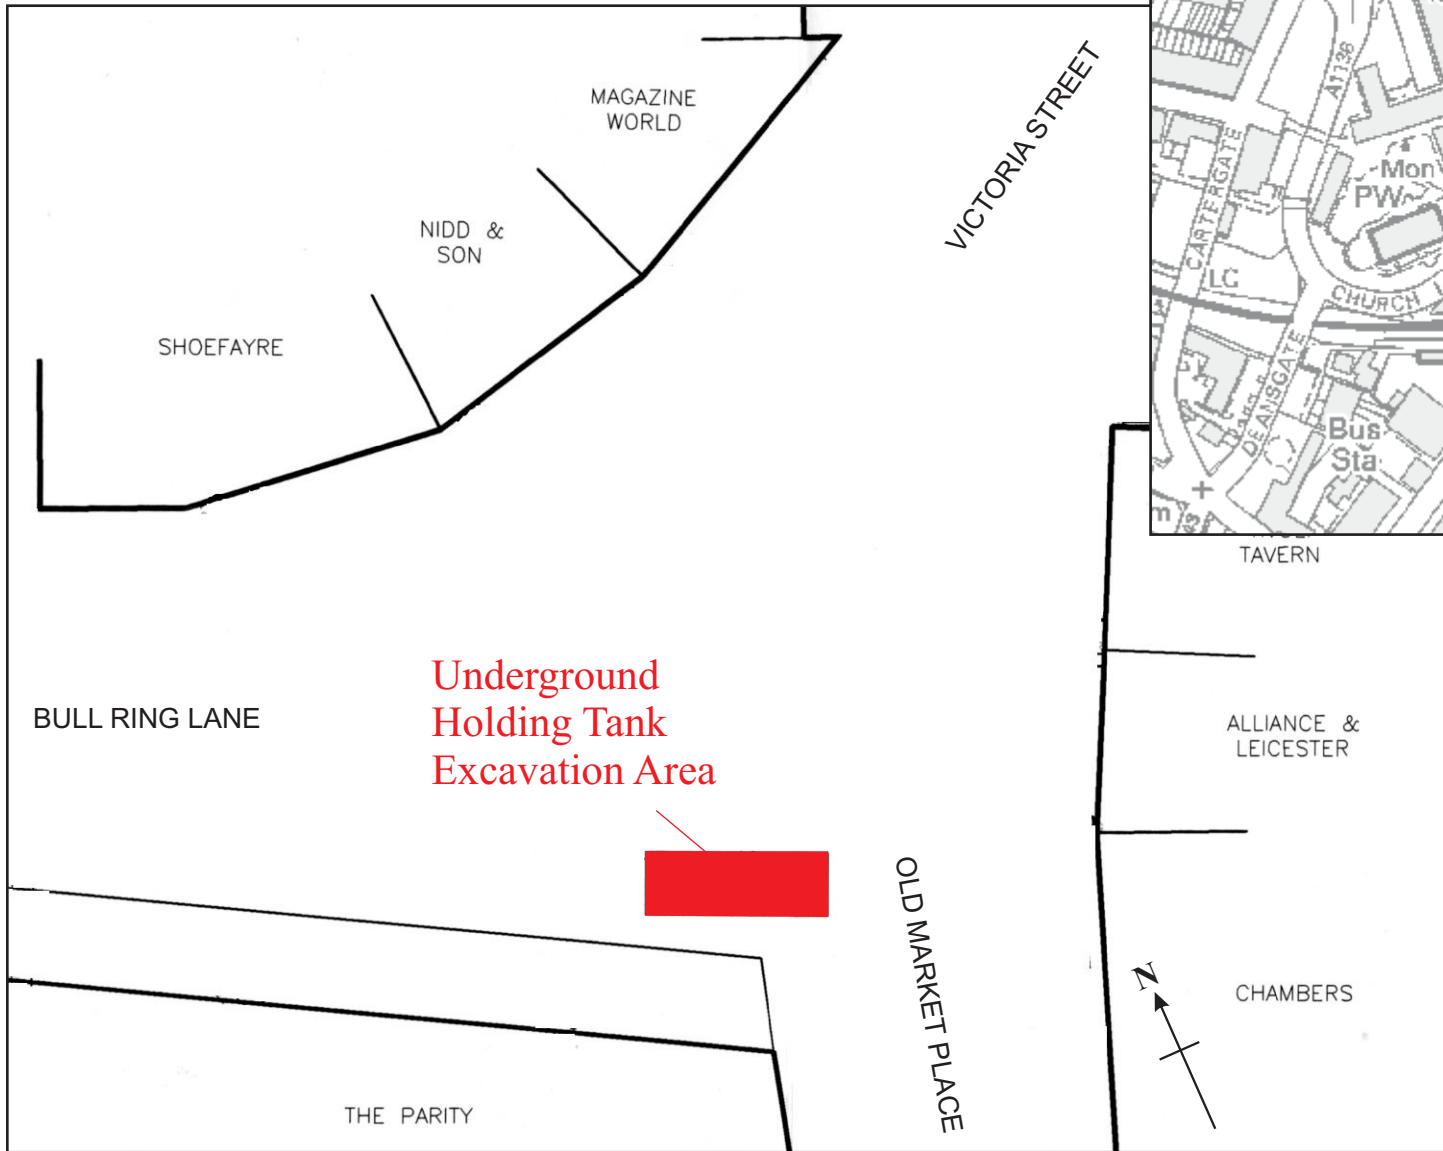 MAGAZINE
WORLD
VICTORIA STREET
NIDD &
SON
SHOEFAYRE
A1136
CARTERGATE
Mon
PW
LC
CHURCH
DEANSGATE
Bus
Sta
m
TAVERN
Underground
Holding Tank
Excavation Area
BULL RING LANE
ALLIANCE &
LEICESTER
OLD MARKET PLACE
N
CHAMBERS
THE PARITY